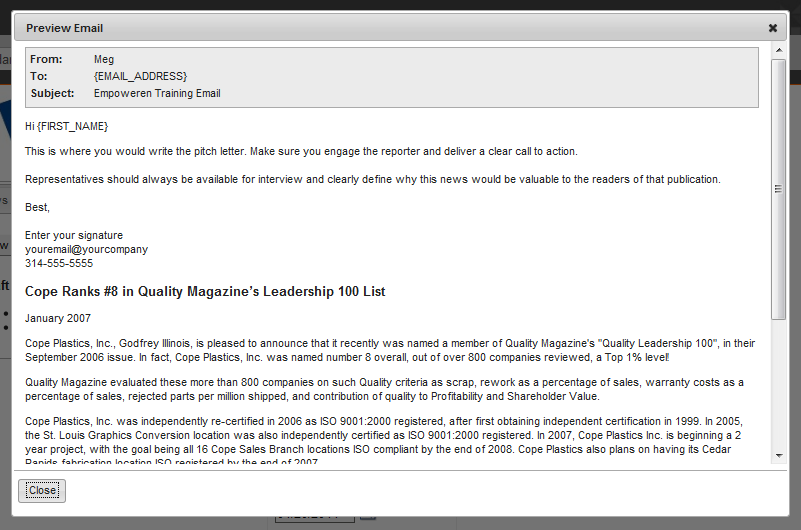 Preview Email
From: Meg
To: {EMAIL_ADDRESS}
Subject: Empoweren Training Email
Hi {FIRST_NAME}
This is where you would write the pitch letter. Make sure you engage the reporter and deliver a clear call to action.
Representatives should always be available for interview and clearly define why this news would be valuable to the readers of that publication.
Best,
Enter your signature
youremail@yourcompany
314-555-5555
Cope Ranks #8 in Quality Magazine’s Leadership 100 List
January 2007
Cope Plastics, Inc., Godfrey Illinois, is pleased to announce that it recently was named a member of Quality Magazine's "Quality Leadership 100", in their
September 2006 issue. In fact, Cope Plastics, Inc. was named number 8 overall, out of over 800 companies reviewed, a Top 1% level!
Quality Magazine evaluated these more than 800 companies on such Quality criteria as scrap, rework as a percentage of sales, warranty costs as a
percentage of sales, rejected parts per million shipped, and contribution of quality to Profitability and Shareholder Value.
Cope Plastics, Inc. was independently re-certified in 2006 as ISO 9001:2000 registered, after first obtaining independent certification in 1999. In 2005,
the St. Louis Graphics Conversion location was also independently certified as ISO 9001:2000 registered. In 2007, Cope Plastics Inc. is beginning a 2
year project, with the goal being all 16 Cope Sales Branch locations ISO compliant by the end of 2008. Cope Plastics also plans on having its Cedar
Rapids fabrication location ISO registered by the end of 2007.
Close